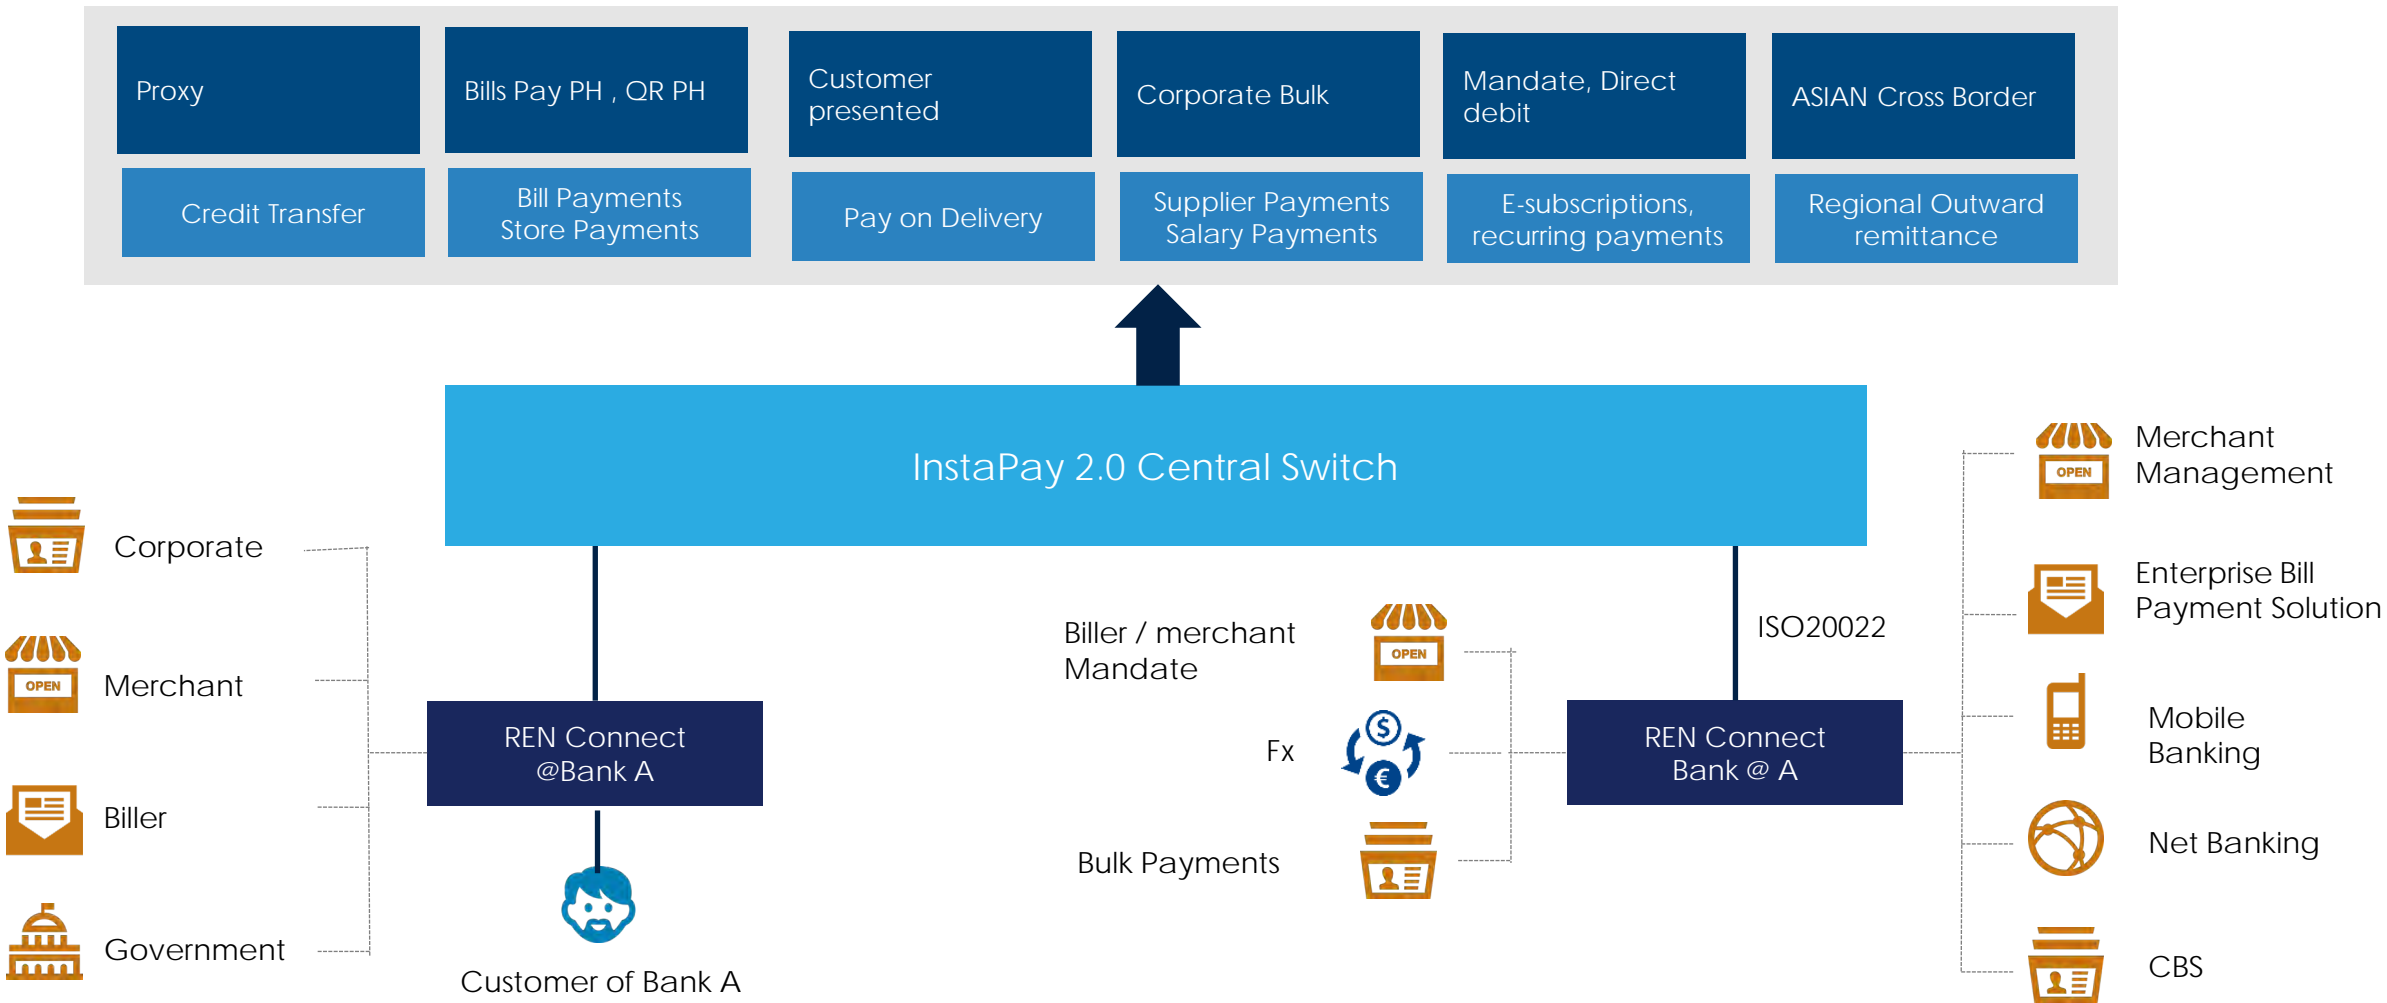 Proxy
Bills Pay PH , QR PH
Customer
presented
Corporate Bulk
Mandate, Direct
debit
ASIAN Cross Border
Credit Transfer
Bill Payments
Store Payments
Pay on Delivery
Supplier Payments
Salary Payments
E-subscriptions,
recurring payments
Regional Outward
remittance
InstaPay 2.0 Central Switch
Corporate
OPEN
Merchant
Biller
Government
REN Connect
@Bank A
Customer of Bank A
Biller / merchant
Mandate
OPEN
Fx
$
€
Bulk Payments
ISO20022
REN Connect
Bank @ A
OPEN
Merchant
Management
Enterprise Bill
Payment Solution
Mobile
Banking
Net Banking
CBS